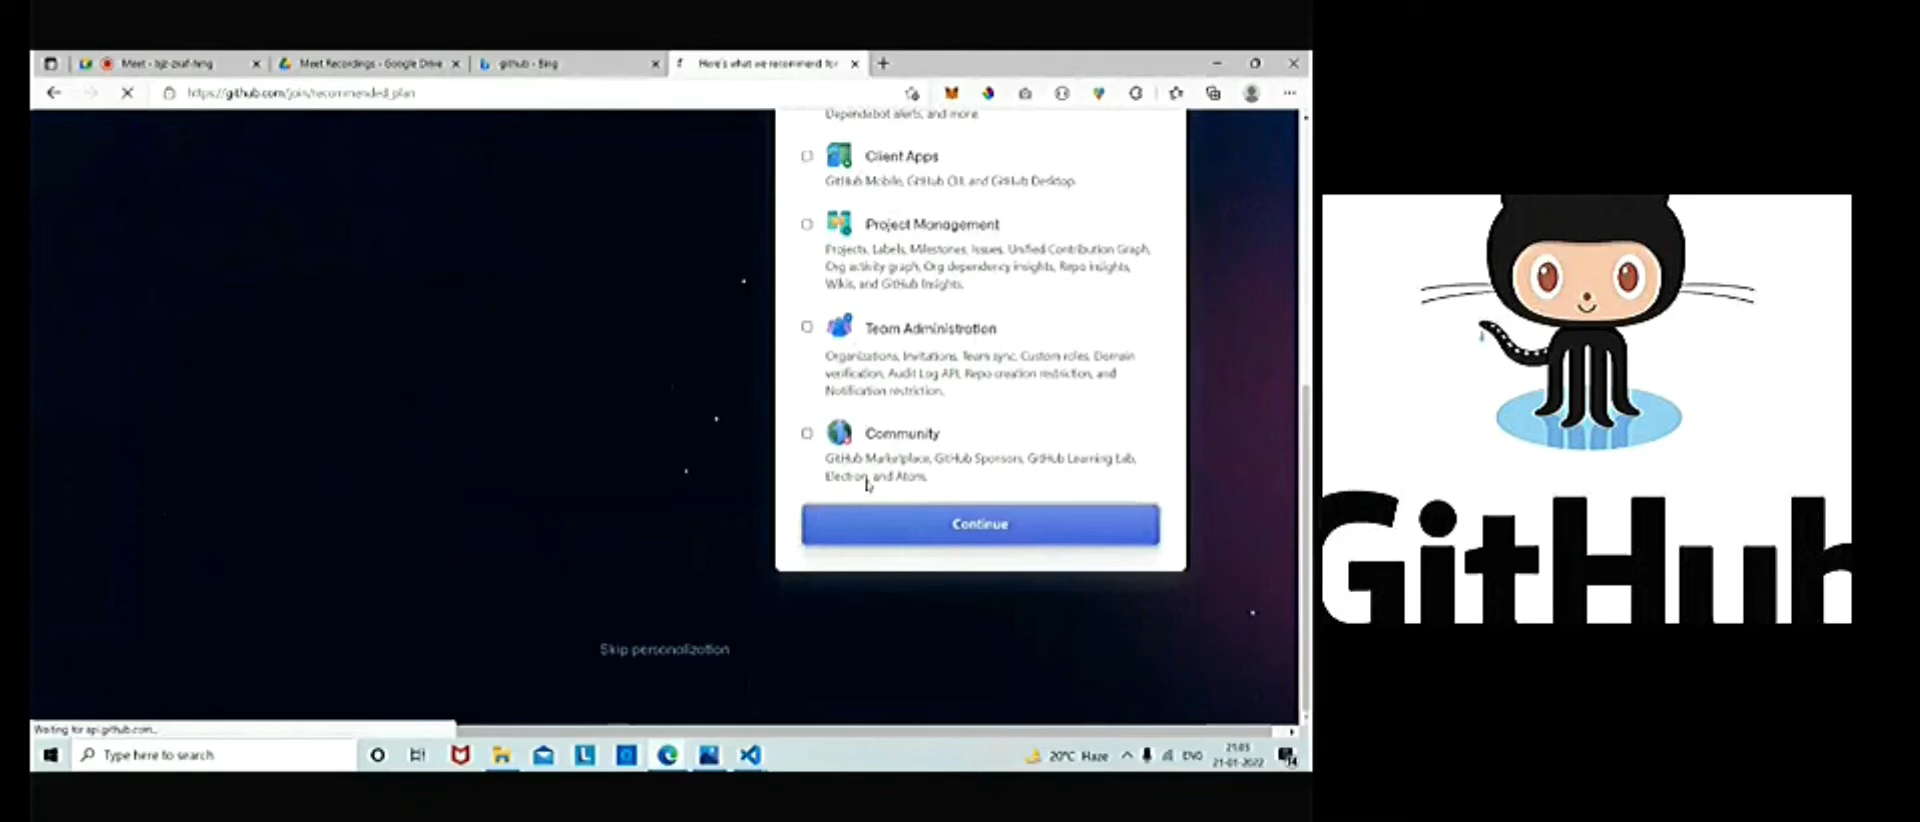 Meet - bjz-zxaf-hmg
Meet Recordings - Google Drive
github - Bing
Here's what we recommend for
https://github.com/join/recommended_plan
Dependabot alerts, and more.
Client Apps
GitHub Mobile, GitHub CLI, and GitHub Desktop.
Project Management
Projects, Labels, Milestones, Issues, Unified Contribution Graph,
Org activity graph, Org dependency insights, Repo insights,
Wikis, and GitHub Insights.
Team Administration
Organizations, Invitations, Team sync, Custom roles, Domain
verification, Audit Log API, Repo creation restriction, and
Notification restriction.
Community
GitHub Marketplace, GitHub Sponsors, GitHub Learning Lab,
Electron, and Atom.
Continue
Skip personalization
Waiting for api.github.com...
Type here to search
20°C Haze
ENG
21:03
21-01-2022
GitHub